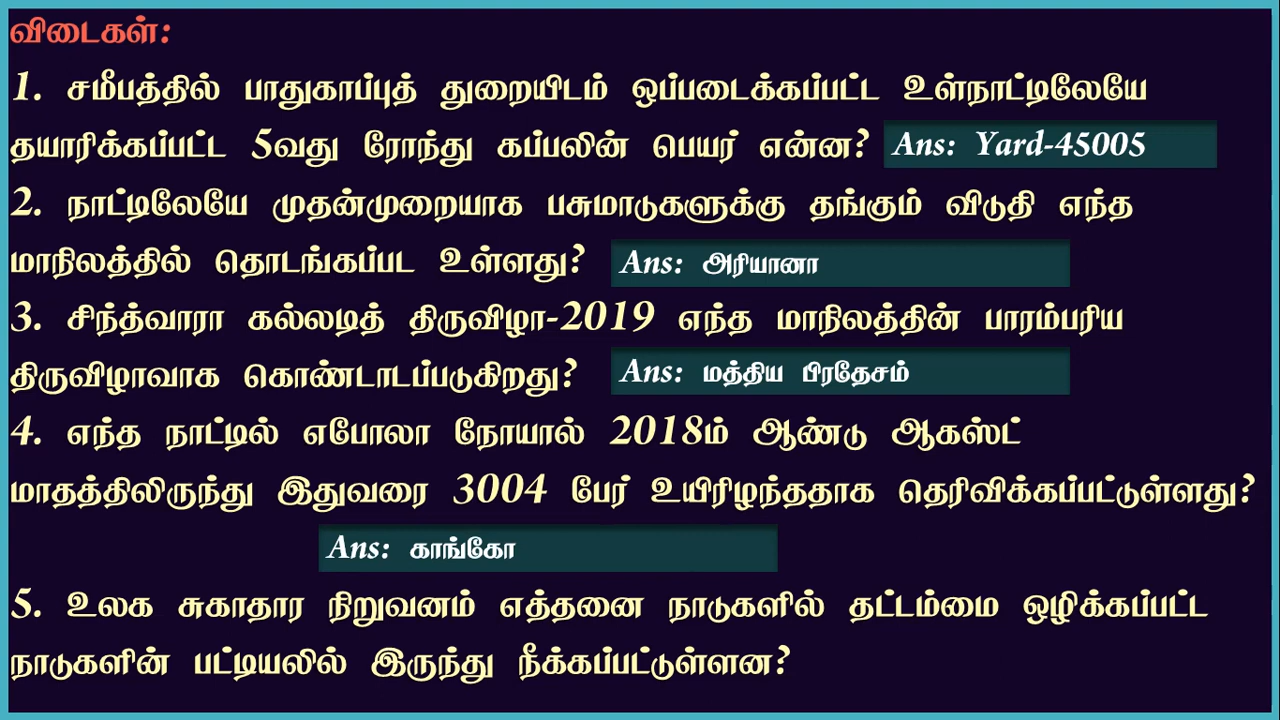 விடைகள்:
1. சமீபத்தில் பாதுகாப்புத் துறையிடம் ஒப்படைக்கப்பட்ட உள்நாட்டிலேயே
தயாரிக்கப்பட்ட 5வது ரோந்து கப்பலின் பெயர் என்ன? Ans: Yard-45005
2. நாட்டிலேயே முதன்முறையாக பசுமாடுகளுக்கு தங்கும் விடுதி எந்த
மாநிலத்தில் தொடங்கப்பட உள்ளது? Ans: அரியானா
3. சிந்த்வாரா கல்லடித் திருவிழா-2019 எந்த மாநிலத்தின் பாரம்பரிய
திருவிழாவாக கொண்டாடப்படுகிறது? Ans: மத்திய பிரதேசம்
4. எந்த நாட்டில் எபோலா நோயால் 2018ம் ஆண்டு ஆகஸ்ட்
மாதத்திலிருந்து இதுவரை 3004 பேர் உயிரிழந்ததாக தெரிவிக்கப்பட்டுள்ளது?
Ans: காங்கோ
5. உலக சுகாதார நிறுவனம் எத்தனை நாடுகளில் தட்டம்மை ஒழிக்கப்பட்ட
நாடுகளின் பட்டியலில் இருந்து நீக்கப்பட்டுள்ளன?